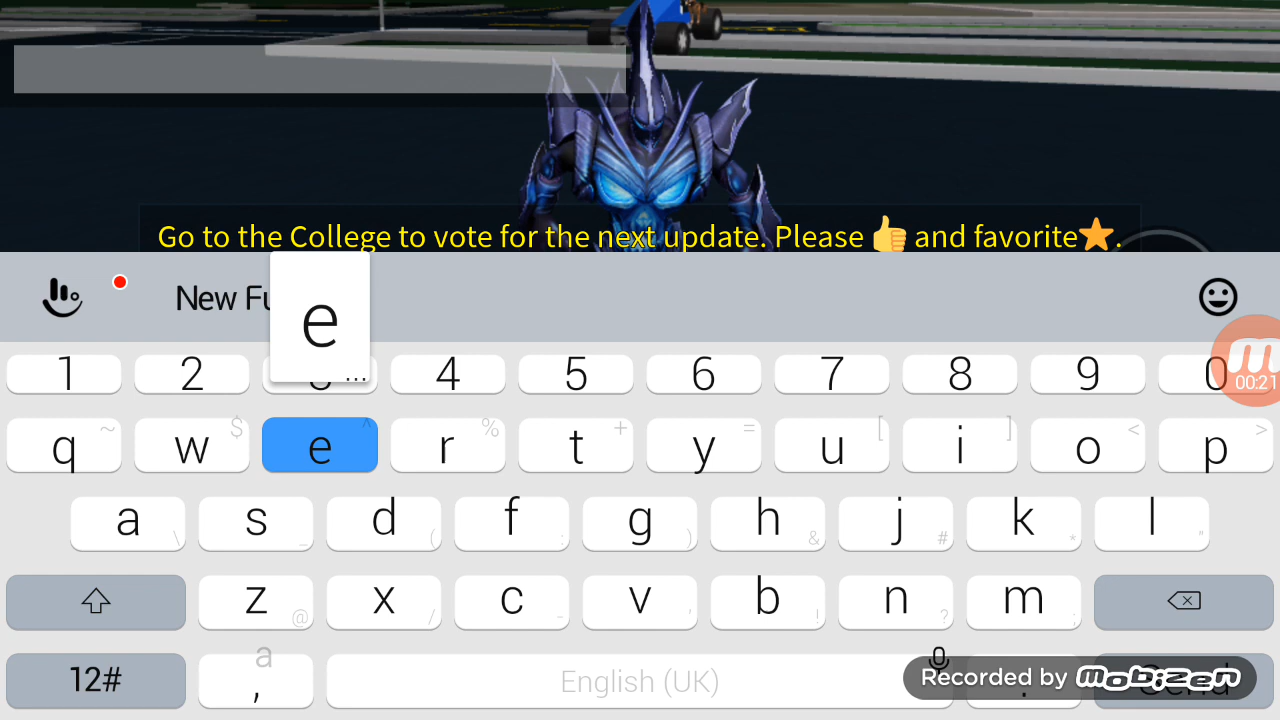 Go to the College to vote for the next update. Please 👍 and favorite⭐.
New Fu
e
...
1 2 4 5 6 7 8 9 0
00:21
q ~ w $ e ^ r % t + y = u [ i ] o < p >
a \ s _ d ( f : g ) h & j # k * l "
z @ x / c - v ' b ! n ? m ;
12# a , English (UK) . Send
Recorded by mobizen